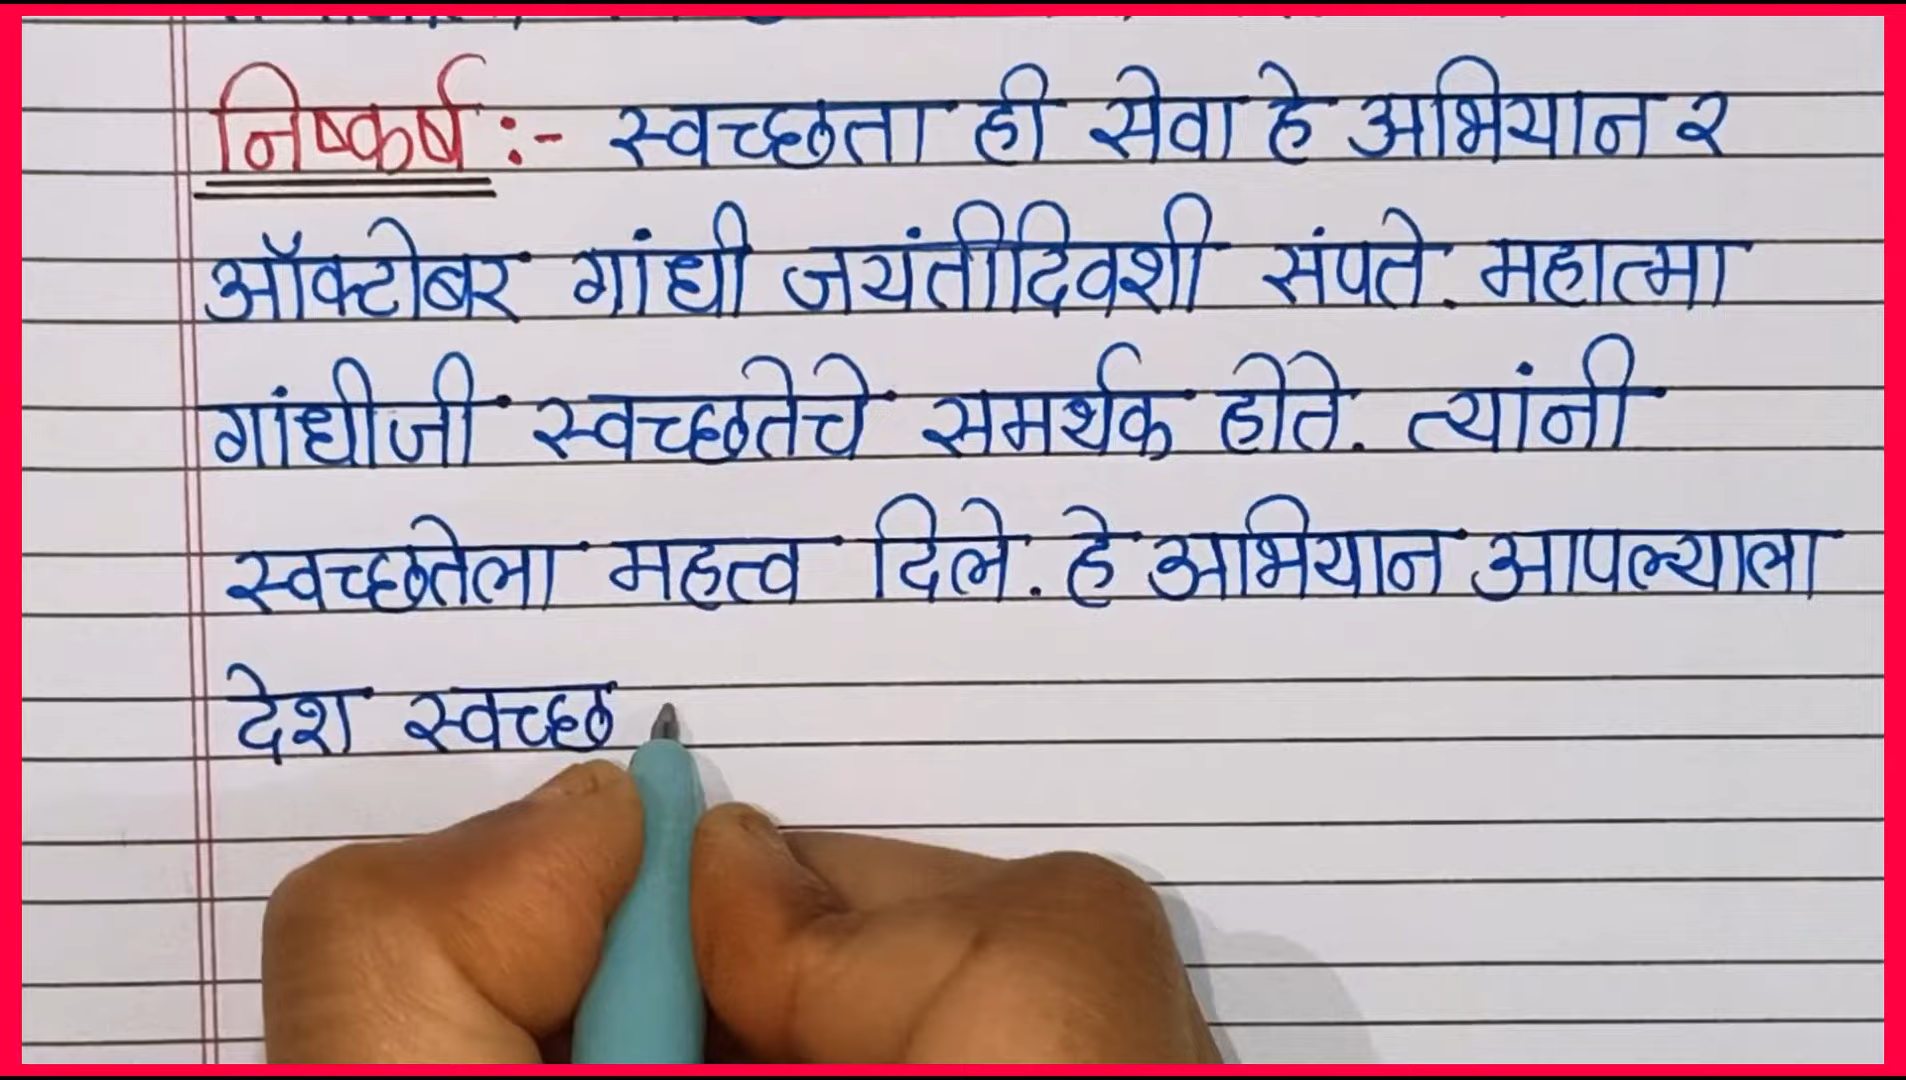 निष्कर्ष :- स्वच्छता ही सेवा हे अभियान २
ऑक्टोबर गांधी जयंतीदिवशी संपते. महात्मा
गांधीजी स्वच्छतेचे समर्थक होते. त्यांनी
स्वच्छतेला महत्व दिले. हे अभियान आपल्याला
देश स्वच्छ